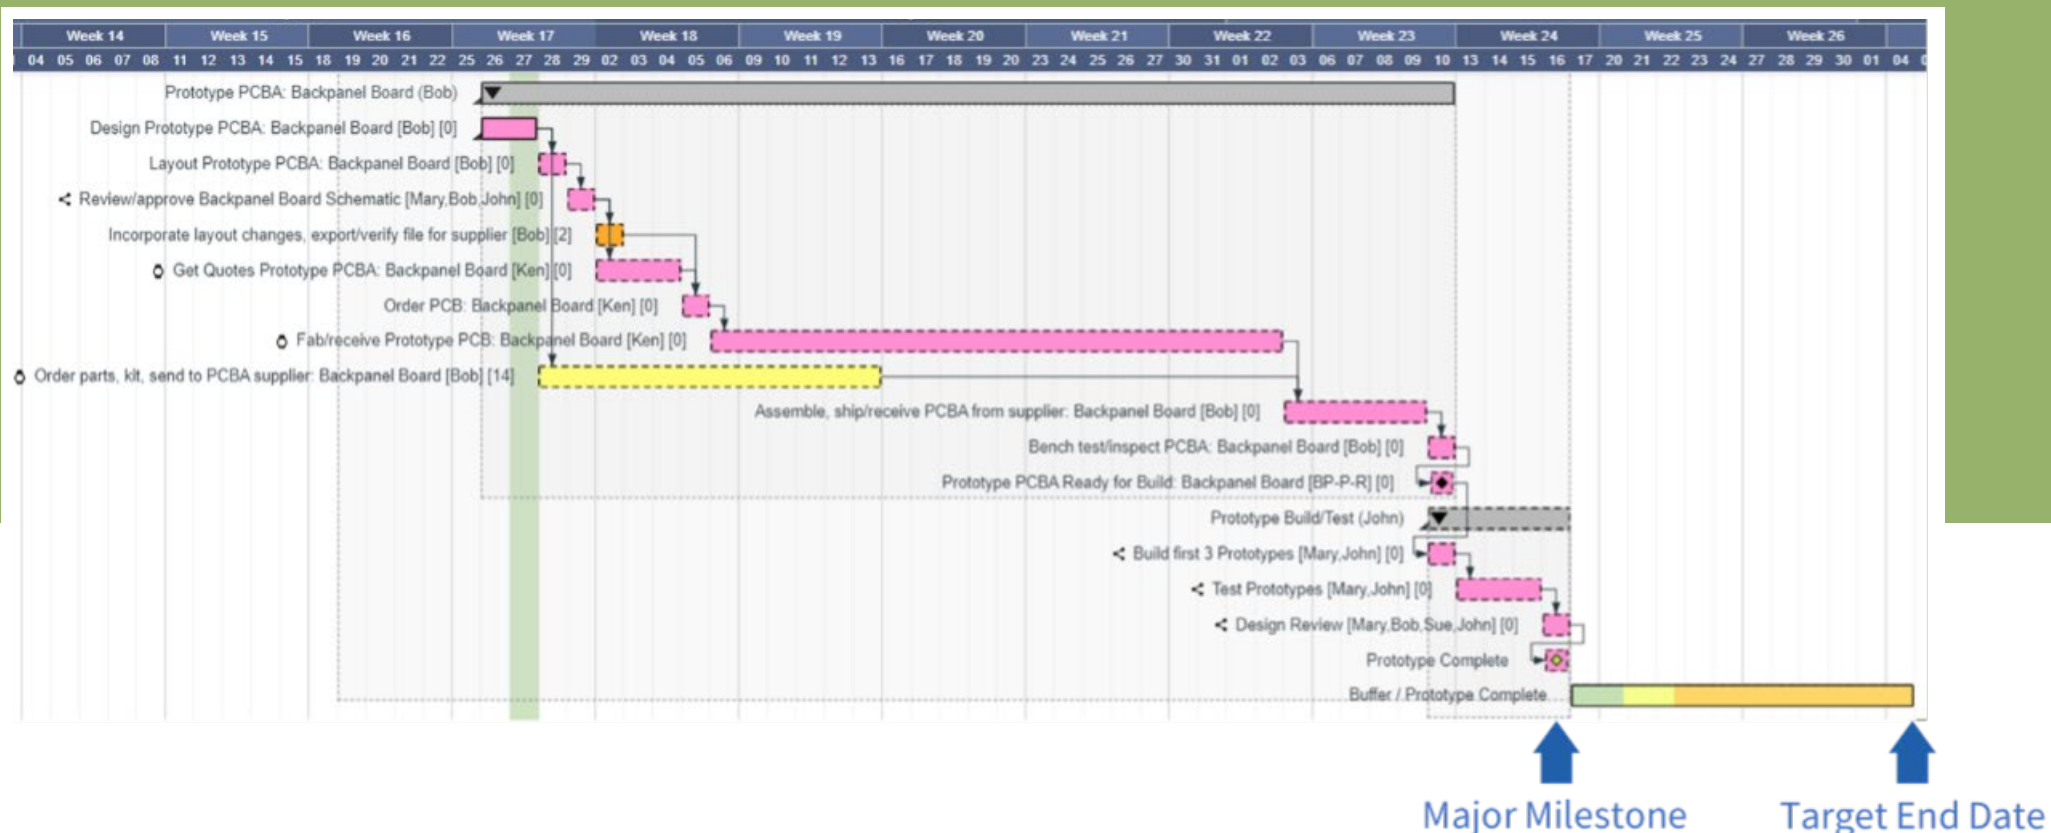 Week 14 Week 15 Week 16 Week 17 Week 18 Week 19 Week 20 Week 21 Week 22 Week 23 Week 24 Week 25 Week 26
04 05 06 07 08 11 12 13 14 15 18 19 20 21 22 25 26 27 28 29 02 03 04 05 06 09 10 11 12 13 16 17 18 19 20 23 24 25 26 27 30 31 01 02 03 06 07 08 09 10 13 14 15 16 17 20 21 22 23 24 27 28 29 30 01 04
Prototype PCBA: Backpanel Board (Bob)
Design Prototype PCBA: Backpanel Board [Bob] [0]
Layout Prototype PCBA: Backpanel Board [Bob] [0]
Review/approve Backpanel Board Schematic [Mary,Bob,John] [0]
Incorporate layout changes, export/verify file for supplier [Bob] [2]
Get Quotes Prototype PCBA: Backpanel Board [Ken] [0]
Order PCB: Backpanel Board [Ken] [0]
Fab/receive Prototype PCB: Backpanel Board [Ken] [0]
Order parts, kit, send to PCBA supplier: Backpanel Board [Bob] [14]
Assemble, ship/receive PCBA from supplier: Backpanel Board [Bob] [0]
Bench test/inspect PCBA: Backpanel Board [Bob] [0]
Prototype PCBA Ready for Build: Backpanel Board [BP-P-R] [0]
Prototype Build/Test (John)
Build first 3 Prototypes [Mary,John] [0]
Test Prototypes [Mary,John] [0]
Design Review [Mary,Bob,Sue,John] [0]
Prototype Complete
Buffer / Prototype Complete
Major Milestone
Target End Date